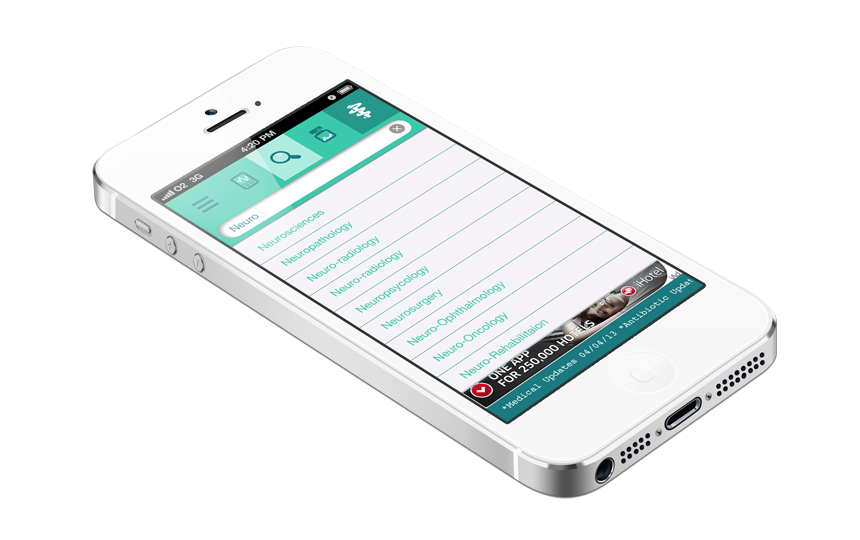 O2 3G 4:20 PM
Neuro
Neurosciences
Neuropathology
Neuro-radiology
Neuro-radiology
Neuropsycology
Neurosurgery
Neuro-Ophthalmology
Neuro-Oncology
Neuro-Rehabilitaion
ONE APP
FOR 250,000 HOTELS
iHotel
*Medical Updates 04/04/13 *Antibiotic Updat